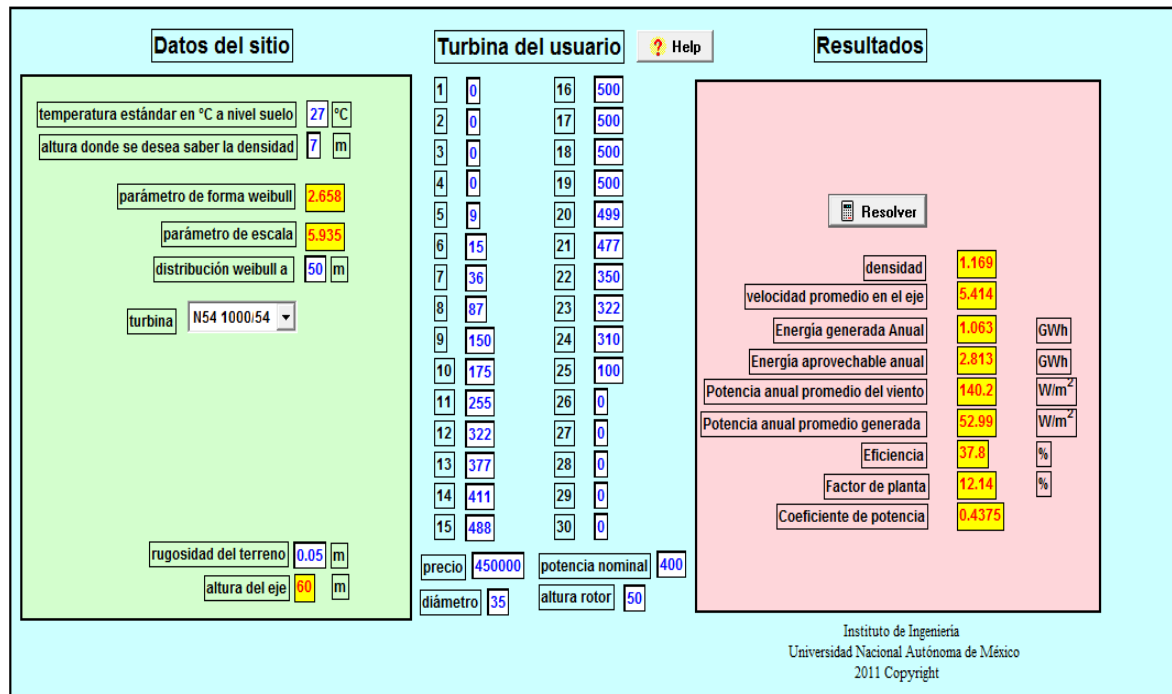 Datos del sitio
temperatura estándar en ºC a nivel suelo 27 ºC
altura donde se desea saber la densidad 7 m
parámetro de forma weibull 2.658
parámetro de escala 5.935
distribución weibull a 50 m
turbina N54 1000/54
rugosidad del terreno 0.05 m
altura del eje 60 m
Turbina del usuario ? Help
1 0 16 500
2 0 17 500
3 0 18 500
4 0 19 500
5 9 20 499
6 15 21 477
7 36 22 350
8 87 23 322
9 150 24 310
10 175 25 100
11 255 26 0
12 322 27 0
13 377 28 0
14 411 29 0
15 488 30 0
precio 450000 potencia nominal 400
diámetro 35 altura rotor 50
Resultados
Resolver
densidad 1.169
velocidad promedio en el eje 5.414
Energía generada Anual 1.063 GWh
Energía aprovechable anual 2.813 GWh
Potencia anual promedio del viento 140.2 W/m²
Potencia anual promedio generada 52.99 W/m²
Eficiencia 37.8 %
Factor de planta 12.14 %
Coeficiente de potencia 0.4375
Instituto de Ingeniería
Universidad Nacional Autónoma de México
2011 Copyright